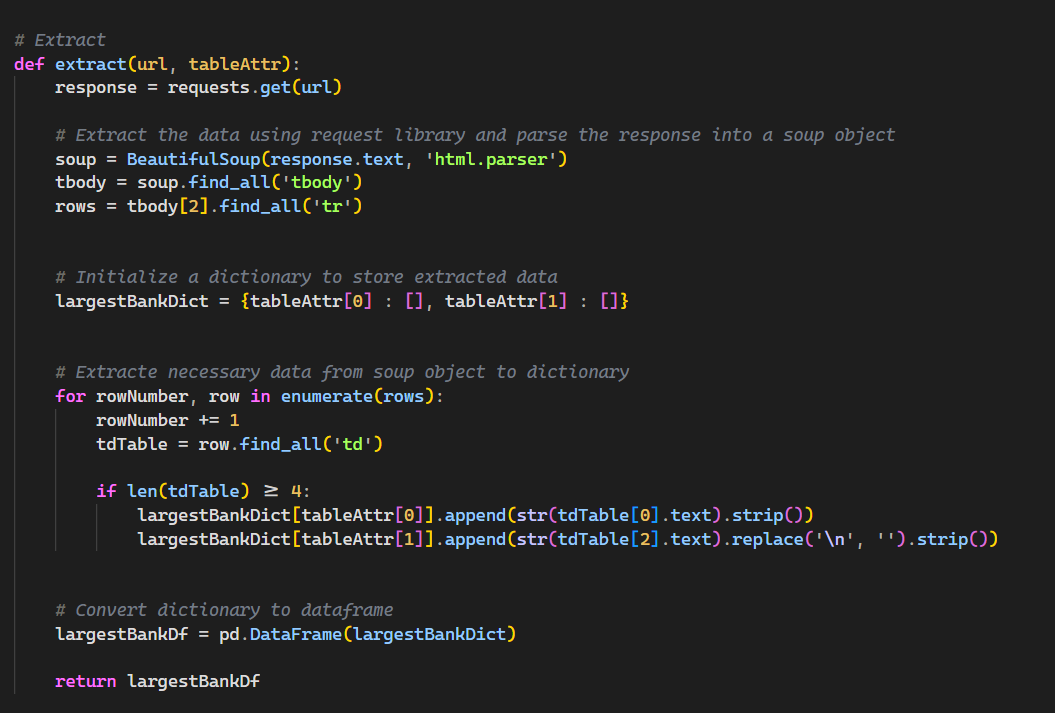 # Extract
def extract(url, tableAttr):
    response = requests.get(url)

    # Extract the data using request library and parse the response into a soup object
    soup = BeautifulSoup(response.text, 'html.parser')
    tbody = soup.find_all('tbody')
    rows = tbody[2].find_all('tr')


    # Initialize a dictionary to store extracted data
    largestBankDict = {tableAttr[0] : [], tableAttr[1] : []}


    # Extracte necessary data from soup object to dictionary
    for rowNumber, row in enumerate(rows):
        rowNumber += 1
        tdTable = row.find_all('td')

        if len(tdTable) ≥ 4:
            largestBankDict[tableAttr[0]].append(str(tdTable[0].text).strip())
            largestBankDict[tableAttr[1]].append(str(tdTable[2].text).replace('\n', '').strip())


    # Convert dictionary to dataframe
    largestBankDf = pd.DataFrame(largestBankDict)

    return largestBankDf